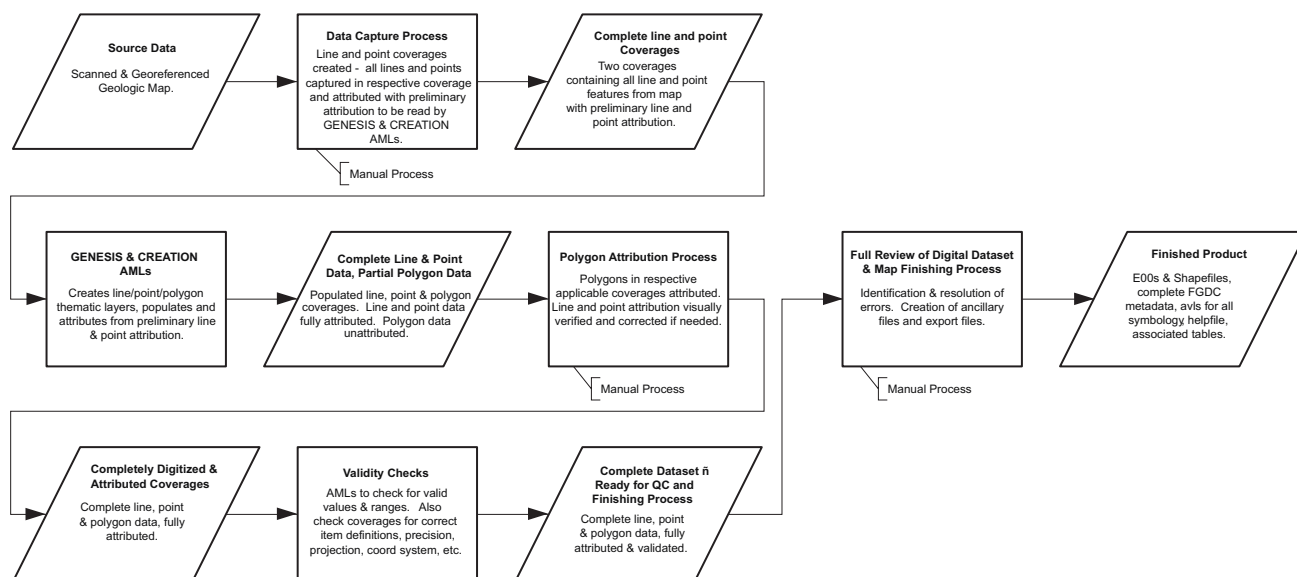 Source Data
Scanned & Georeferenced
Geologic Map.
Data Capture Process
Line and point coverages
created - all lines and points
captured in respective coverage
and attributed with preliminary
attribution to be read by
GENESIS & CREATION
AMLs.
Manual Process
Complete line and point
Coverages
Two coverages
containing all line and point
features from map
with preliminary line and
point attribution.
GENESIS & CREATION
AMLs
Creates line/point/polygon
thematic layers, populates and
attributes from preliminary line
& point attribution.
Complete Line & Point
Data, Partial Polygon Data
Populated line, point & polygon
coverages. Line and point data
fully attributed. Polygon data
unattributed.
Polygon Attribution Process
Polygons in respective
applicable coverages attributed.
Line and point attribution visually
verified and corrected if needed.
Manual Process
Full Review of Digital Dataset
& Map Finishing Process
Identification & resolution of
errors. Creation of ancillary
files and export files.
Manual Process
Finished Product
E00s & Shapefiles,
complete FGDC
metadata, avls for all
symbology, helpfile,
associated tables.
Completely Digitized &
Attributed Coverages
Complete line, point
& polygon data, fully
attributed.
Validity Checks
AMLs to check for valid
values & ranges. Also
check coverages for correct
item definitions, precision,
projection, coord system, etc.
Complete Dataset ñ
Ready for QC and
Finishing Process
Complete line, point
& polygon data, fully
attributed & validated.